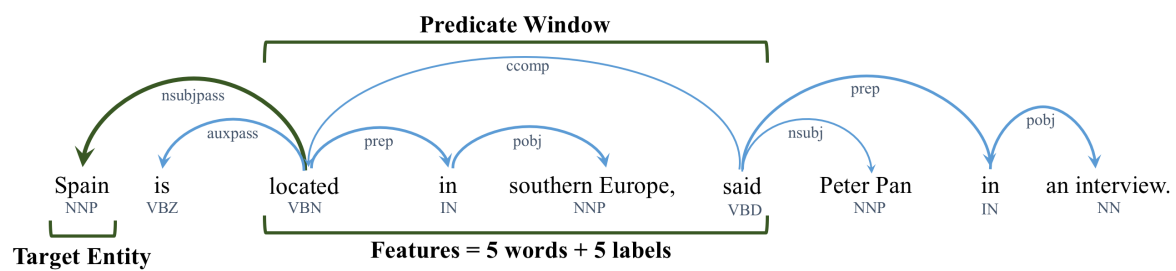 Predicate Window
ccomp
nsubjpass
prep
auxpass
prep
pobj
nsubj
pobj
Spain is located in southern Europe, said Peter Pan in an interview.
NNP VBZ VBN IN NNP VBD NNP IN NN
Target Entity
Features = 5 words + 5 labels